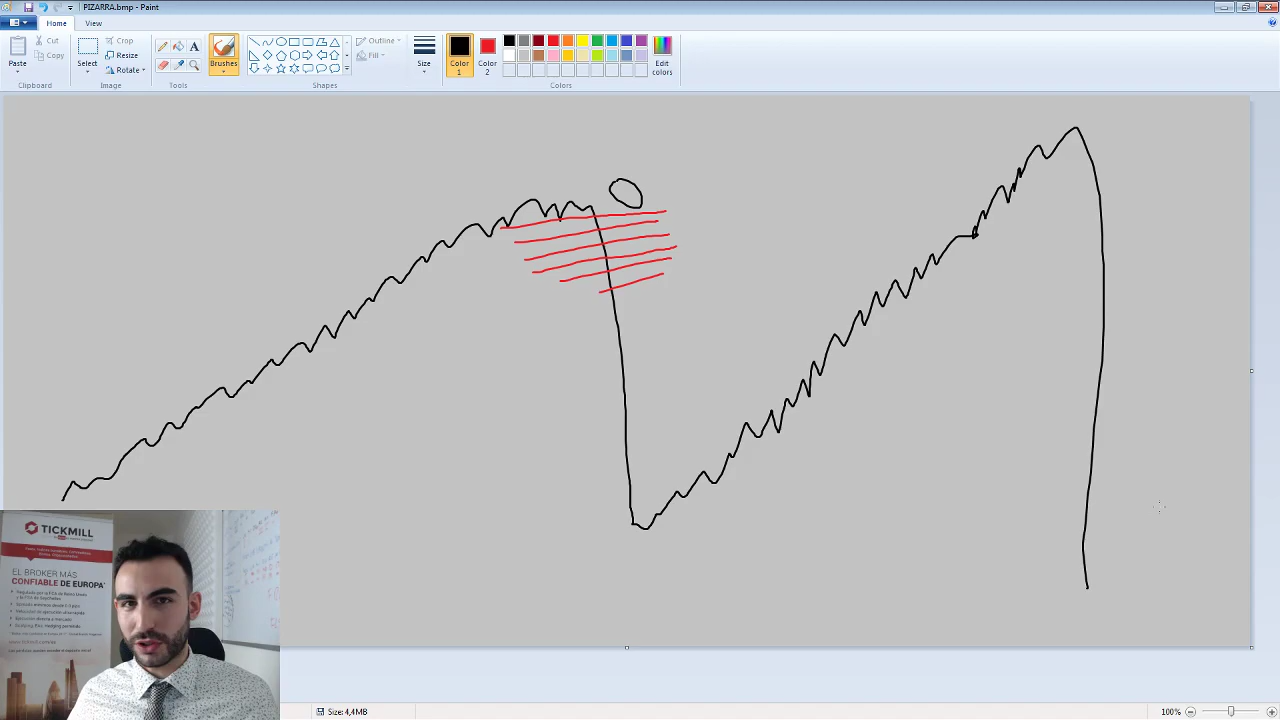 PIZARRA.bmp - Paint
Home
View
Paste
Cut
Copy
Clipboard
Select
Crop
Resize
Rotate
Image
A
Tools
Brushes
Outline
Fill
Shapes
Size
Color
1
Color
2
Edit
colors
Colors
TICKMILL
EL BROKER MÁS
CONFIABLE DE EUROPA*
Size: 4,4MB
100%